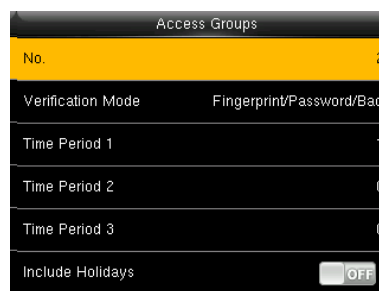 Access Groups
No. 2
Verification Mode Fingerprint/Password/Bad
Time Period 1
Time Period 2
Time Period 3
Include Holidays OFF